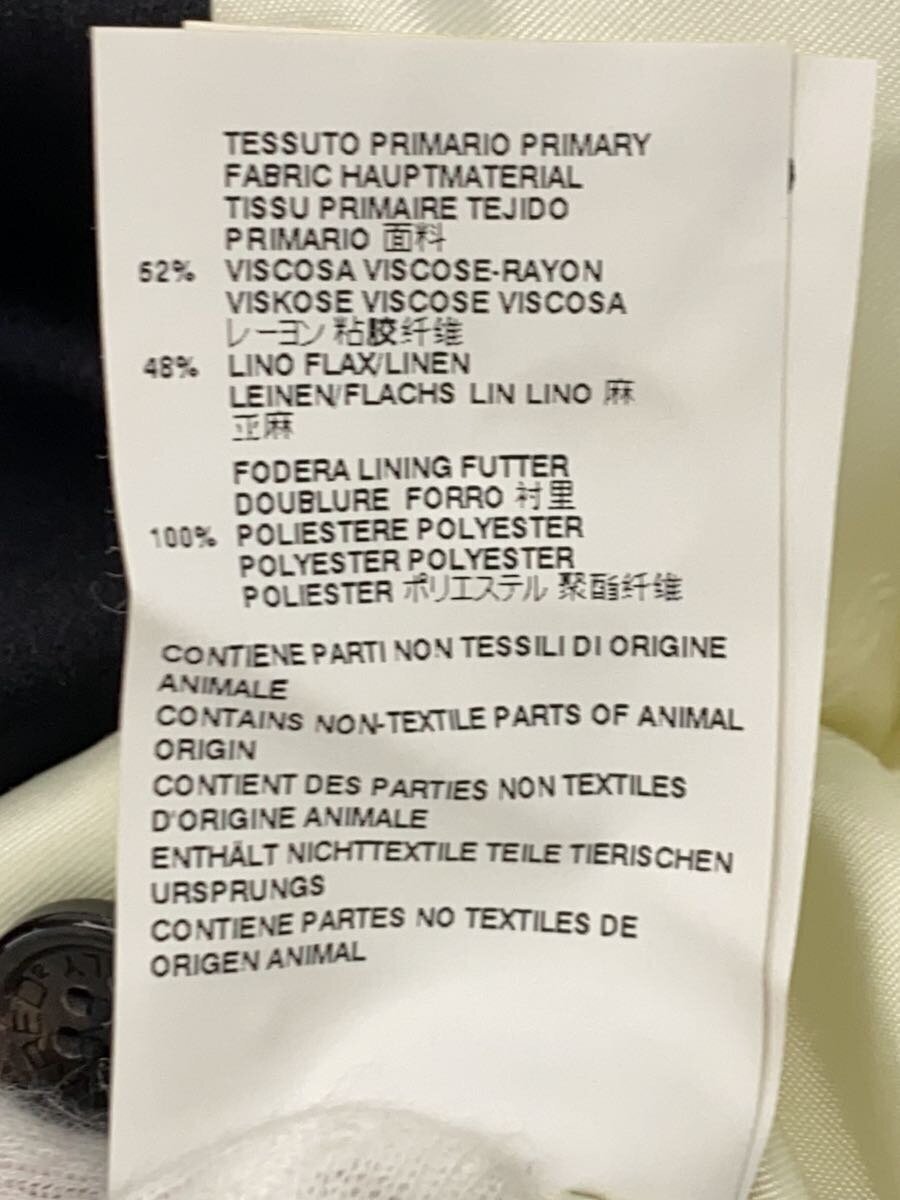 TESSUTO PRIMARIO PRIMARY
FABRIC HAUPTMATERIAL
TISSU PRIMAIRE TEJIDO
PRIMARIO 面料
52% VISCOSA VISCOSE-RAYON
VISKOSE VISCOSE VISCOSA
レーヨン 粘胶纤维
48% LINO FLAX/LINEN
LEINEN/FLACHS LIN LINO 麻
亚麻
FODERA LINING FUTTER
DOUBLURE FORRO 衬里
100% POLIESTERE POLYESTER
POLYESTER POLYESTER
POLIESTER ポリエステル 聚酯纤维
CONTIENE PARTI NON TESSILI DI ORIGINE
ANIMALE
CONTAINS NON-TEXTILE PARTS OF ANIMAL
ORIGIN
CONTIENT DES PARTIES NON TEXTILES
D'ORIGINE ANIMALE
ENTHÄLT NICHTTEXTILE TEILE TIERISCHEN
URSPRUNGS
CONTIENE PARTES NO TEXTILES DE
ORIGEN ANIMAL